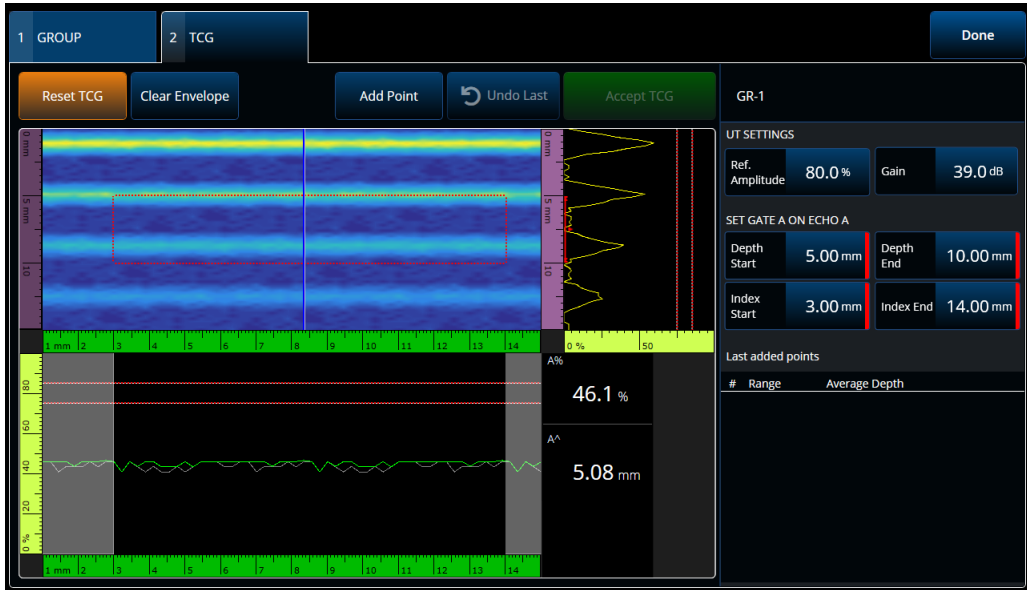 1 GROUP
2 TCG
Done
Reset TCG
Clear Envelope
Add Point
Undo Last
Accept TCG
GR-1
UT SETTINGS
Ref. Amplitude 80.0 %
Gain 39.0 dB
SET GATE A ON ECHO A
Depth Start 5.00 mm
Depth End 10.00 mm
Index Start 3.00 mm
Index End 14.00 mm
Last added points
# Range Average Depth
0 mm
5 mm
10
0 mm
5 mm
10
1 mm 2 3 4 5 6 7 8 9 10 11 12 13 14
0 % 50
80
60
40
20
0 %
A%
46.1 %
A^
5.08 mm
1 mm 2 3 4 5 6 7 8 9 10 11 12 13 14